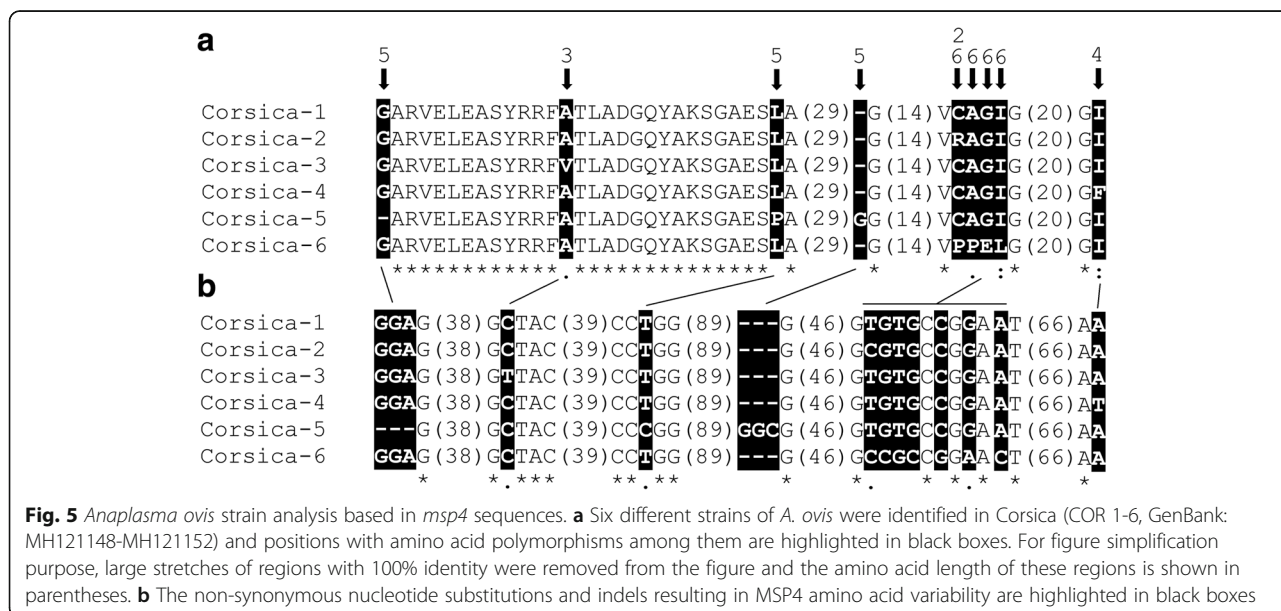 a
2
5 3 5 5 6 6 6 6 4
Corsica-1 GARVELEASYRRFATLADGQYAKSGAESLA(29)-G(14)VCAGIG(20)GI
Corsica-2 GARVELEASYRRFATLADGQYAKSGAESLA(29)-G(14)VRAGIG(20)GI
Corsica-3 GARVELEASYRRFVTLADGQYAKSGAESLA(29)-G(14)VCAGIG(20)GI
Corsica-4 GARVELEASYRRFATLADGQYAKSGAESLA(29)-G(14)VCAGIG(20)GF
Corsica-5 -ARVELEASYRRFATLADGQYAKSGAESPA(29)GG(14)VCAGIG(20)GI
Corsica-6 GARVELEASYRRFATLADGQYAKSGAESLA(29)-G(14)VPPELG(20)GI
************.************** * * * . : * * :
b
Corsica-1 GGAG(38)GCTAC(39)CCTGG(89)---G(46)GTGTGCCGGAAT(66)AA
Corsica-2 GGAG(38)GCTAC(39)CCTGG(89)---G(46)GCGTGCCGGAAT(66)AA
Corsica-3 GGAG(38)GTTAC(39)CCTGG(89)---G(46)GTGTGCCGGAAT(66)AA
Corsica-4 GGAG(38)GCTAC(39)CCTGG(89)---G(46)GTGTGCCGGAAT(66)AT
Corsica-5 ---G(38)GCTAC(39)CCCGG(89)GGCG(46)GTGTGCCGGAAT(66)AA
Corsica-6 GGAG(38)GCTAC(39)CCTGG(89)---G(46)GCCGCCGGAACT(66)AA
* *.*** **.** * *. * *.* * *
Fig. 5 Anaplasma ovis strain analysis based in msp4 sequences. a Six different strains of A. ovis were identified in Corsica (COR 1-6, GenBank:
MH121148-MH121152) and positions with amino acid polymorphisms among them are highlighted in black boxes. For figure simplification
purpose, large stretches of regions with 100% identity were removed from the figure and the amino acid length of these regions is shown in
parentheses. b The non-synonymous nucleotide substitutions and indels resulting in MSP4 amino acid variability are highlighted in black boxes